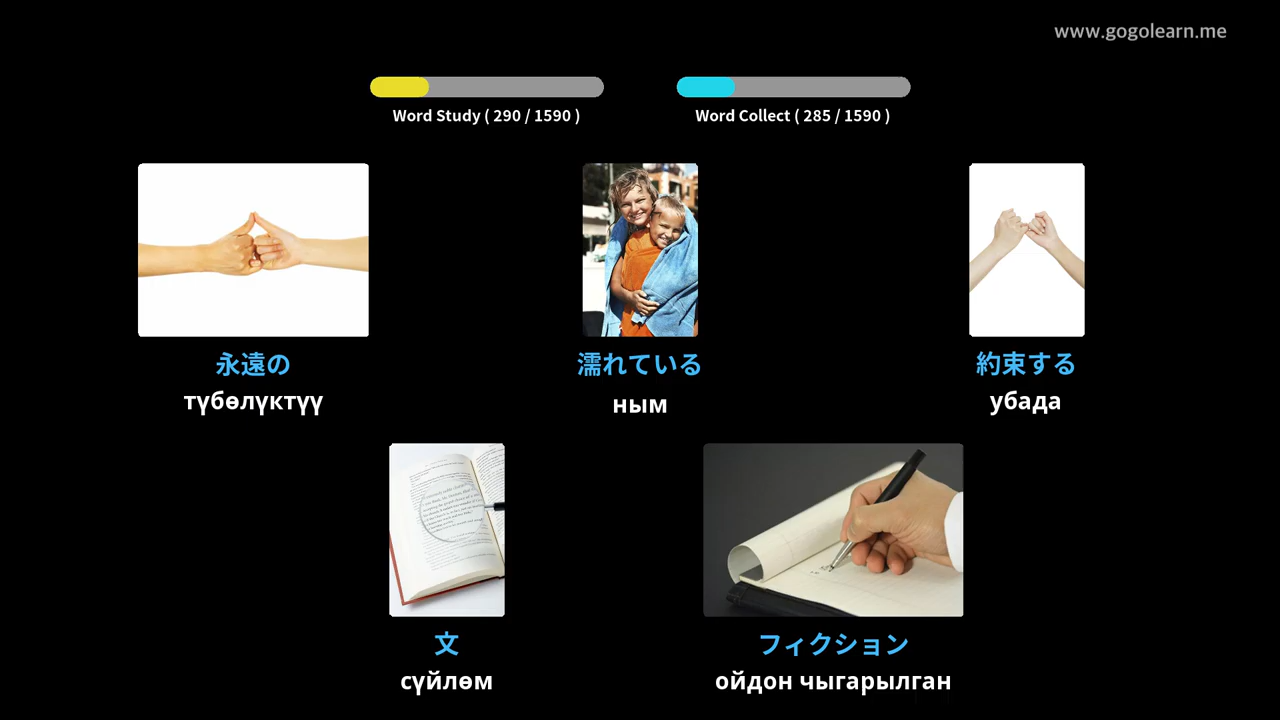 www.gogolearn.me
Word Study ( 290 / 1590 )
Word Collect ( 285 / 1590 )
永遠の
түбөлүктүү
濡れている
ным
約束する
убада
文
сүйлөм
フィクション
ойдон чыгарылган